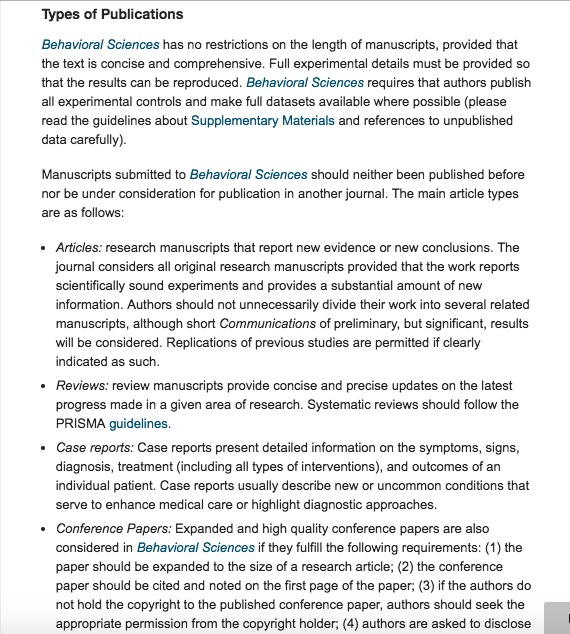 Types of Publications
Behavioral Sciences has no restrictions on the length of manuscripts, provided that
the text is concise and comprehensive. Full experimental details must be provided so
that the results can be reproduced. Behavioral Sciences requires that authors publish
all experimental controls and make full datasets available where possible (please
read the guidelines about Supplementary Materials and references to unpublished
data carefully).
Manuscripts submitted to Behavioral Sciences should neither been published before
nor be under consideration for publication in another journal. The main article types
are as follows:
• Articles: research manuscripts that report new evidence or new conclusions. The
journal considers all original research manuscripts provided that the work reports
scientifically sound experiments and provides a substantial amount of new
information. Authors should not unnecessarily divide their work into several related
manuscripts, although short Communications of preliminary, but significant, results
will be considered. Replications of previous studies are permitted if clearly
indicated as such.
• Reviews: review manuscripts provide concise and precise updates on the latest
progress made in a given area of research. Systematic reviews should follow the
PRISMA guidelines.
• Case reports: Case reports present detailed information on the symptoms, signs,
diagnosis, treatment (including all types of interventions), and outcomes of an
individual patient. Case reports usually describe new or uncommon conditions that
serve to enhance medical care or highlight diagnostic approaches.
• Conference Papers: Expanded and high quality conference papers are also
considered in Behavioral Sciences if they fulfill the following requirements: (1) the
paper should be expanded to the size of a research article; (2) the conference
paper should be cited and noted on the first page of the paper; (3) if the authors do
not hold the copyright to the published conference paper, authors should seek the
appropriate permission from the copyright holder; (4) authors are asked to disclose